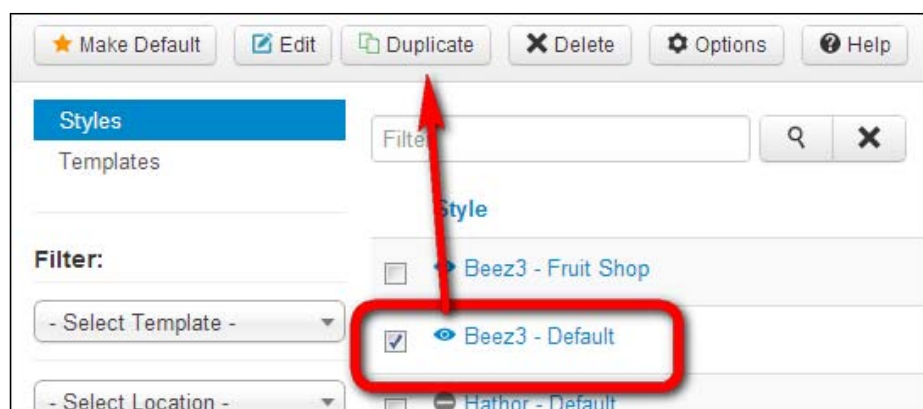 Make Default Edit Duplicate Delete Options Help
Styles
Templates
Filter
Style
Filter:
Beez3 - Fruit Shop
- Select Template -
Beez3 - Default
- Select Location -
Hathor - Default